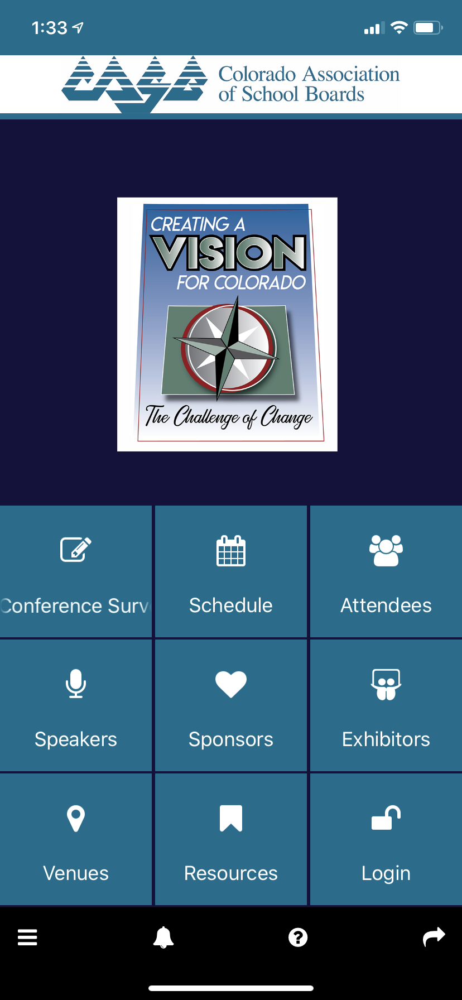 1:33
Colorado Association
of School Boards
CREATING A
VISION
FOR COLORADO
The Challenge of Change
Conference Surv
Schedule
Attendees
Speakers
Sponsors
Exhibitors
Venues
Resources
Login